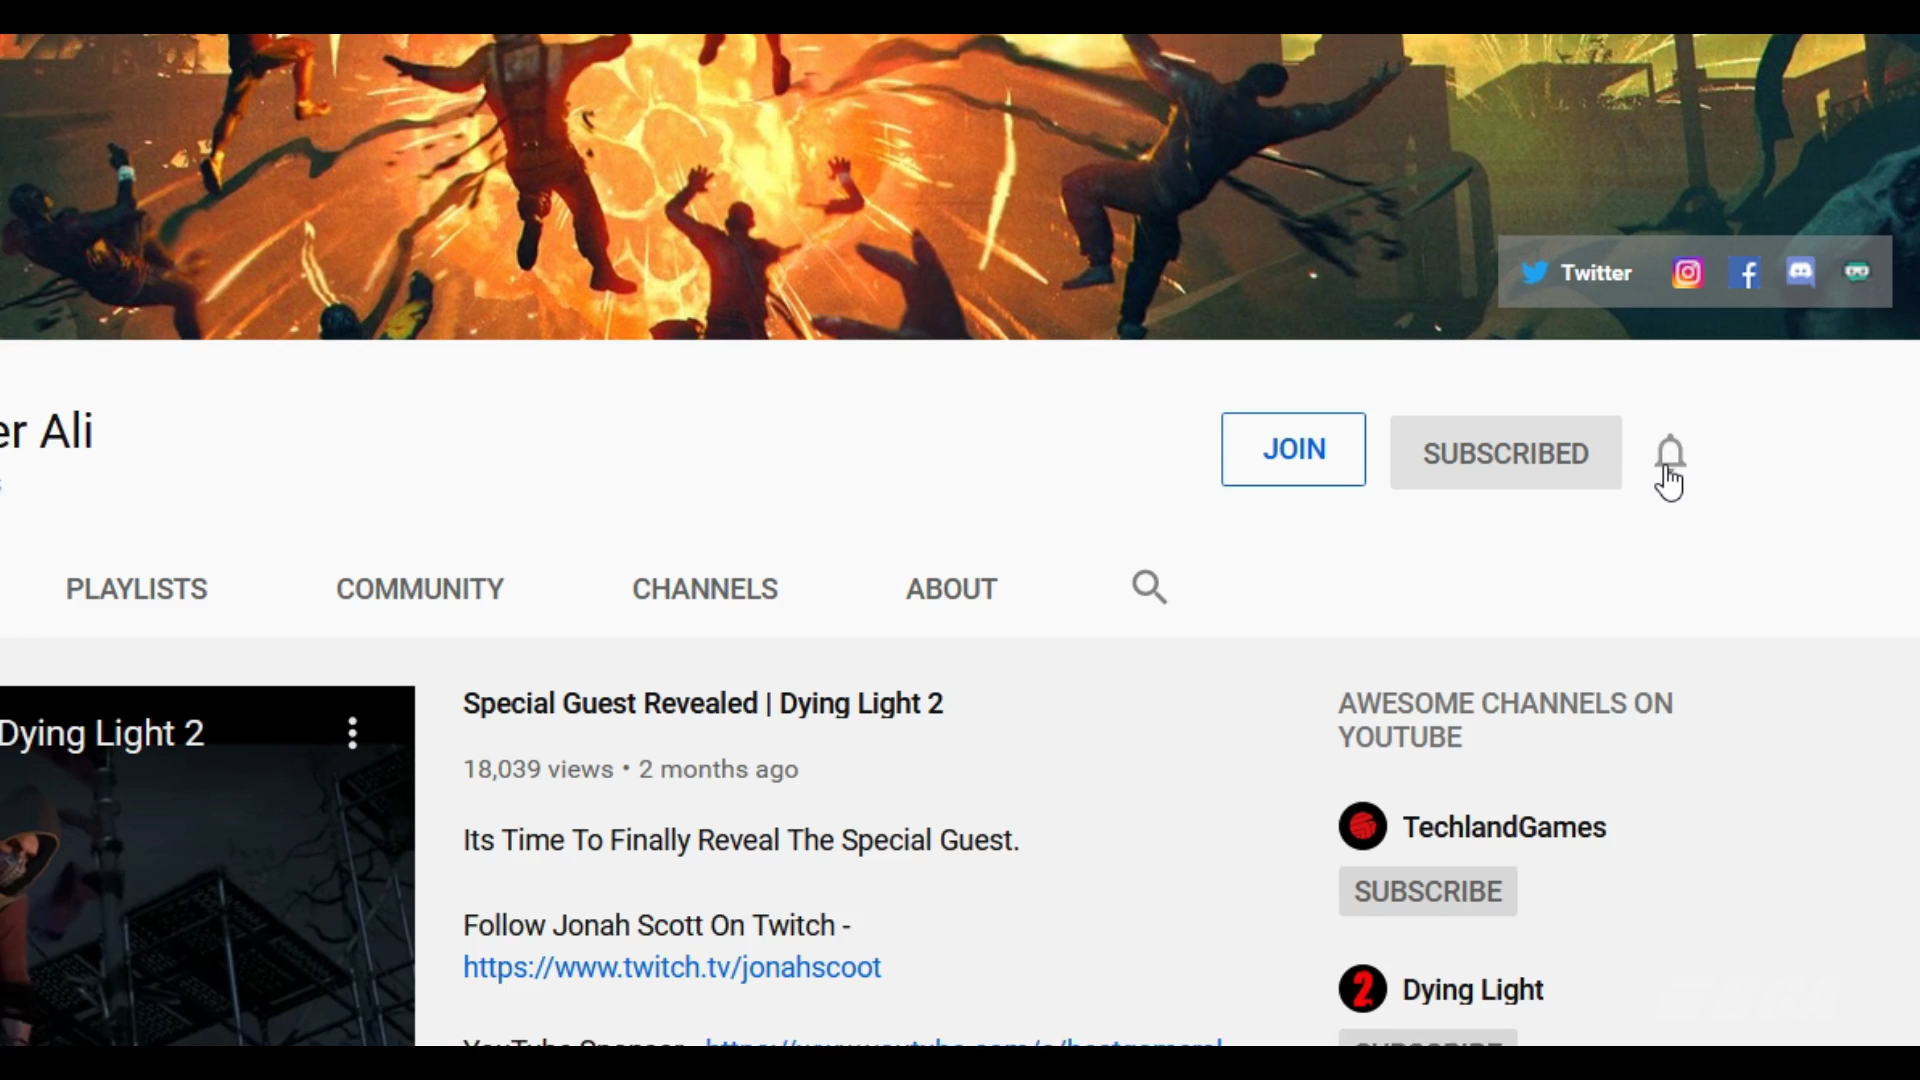 Twitter
er Ali
JOIN
SUBSCRIBED
PLAYLISTS
COMMUNITY
CHANNELS
ABOUT
Dying Light 2
Special Guest Revealed | Dying Light 2
18,039 views • 2 months ago
Its Time To Finally Reveal The Special Guest.
Follow Jonah Scott On Twitch -
https://www.twitch.tv/jonahscoot
AWESOME CHANNELS ON
YOUTUBE
TechlandGames
SUBSCRIBE
2
Dying Light
SUBSCRIBE